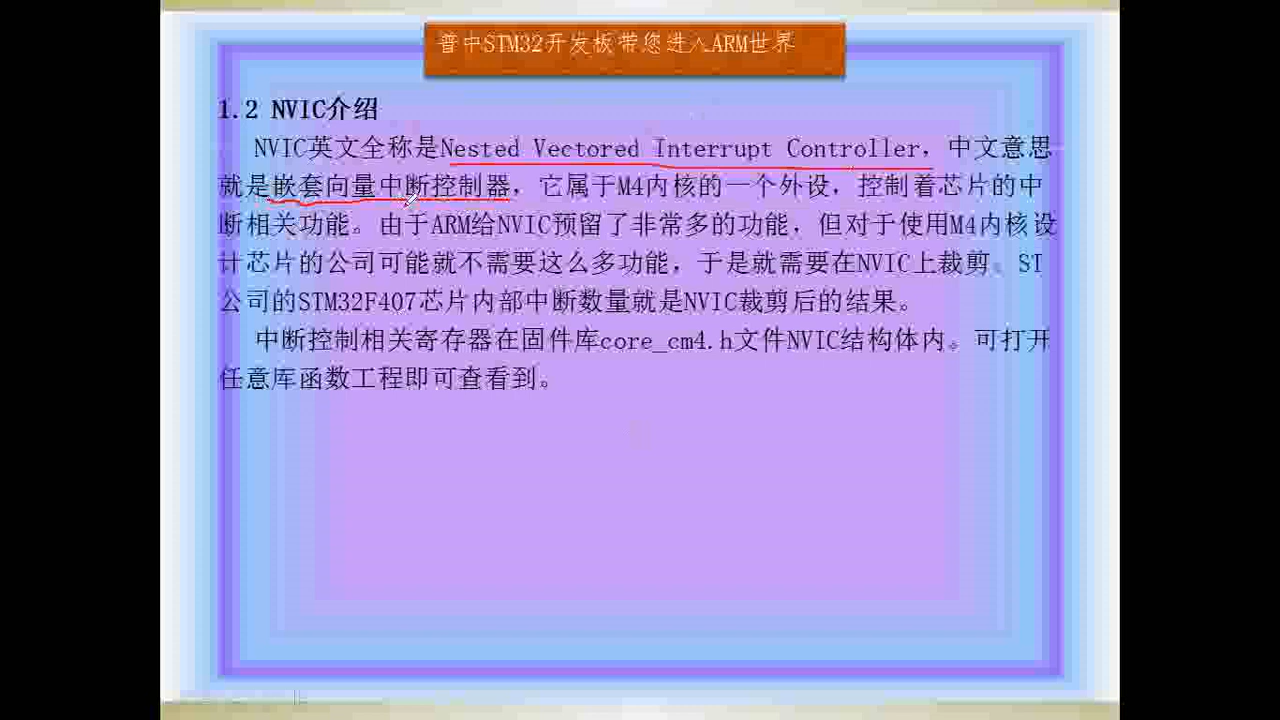 普中STM32开发板带您进入ARM世界
1.2 NVIC介绍
NVIC英文全称是Nested Vectored Interrupt Controller，中文意思
就是嵌套向量中断控制器，它属于M4内核的一个外设，控制着芯片的中
断相关功能。由于ARM给NVIC预留了非常多的功能，但对于使用M4内核设
计芯片的公司可能就不需要这么多功能，于是就需要在NVIC上裁剪。ST
公司的STM32F407芯片内部中断数量就是NVIC裁剪后的结果。
中断控制相关寄存器在固件库core_cm4.h文件NVIC结构体内。可打开
任意库函数工程即可查看到。